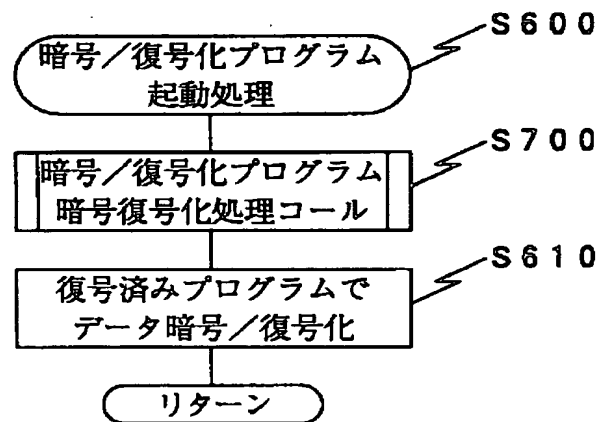 暗号／復号化プログラム
起動処理
S600
暗号／復号化プログラム
暗号復号化処理コール
S700
復号済みプログラムで
データ暗号／復号化
S610
リターン